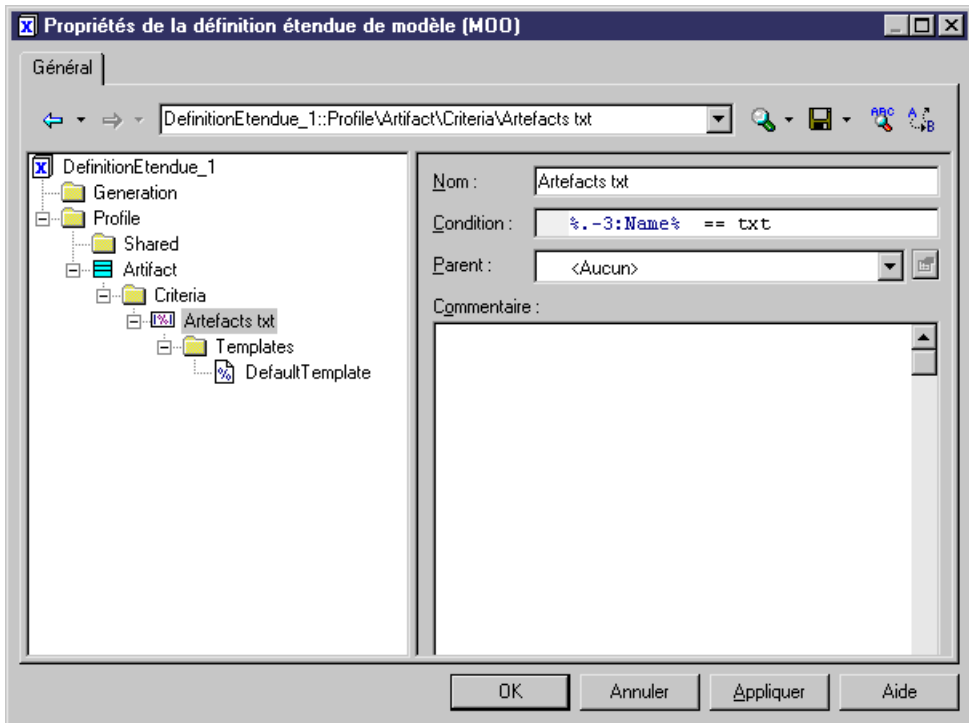 Propriétés de la définition étendue de modèle (MOO)
Général
DefinitionEtendue_1::Profile\Artifact\Criteria\Artefacts txt
DefinitionEtendue_1
Generation
Profile
Shared
Artifact
Criteria
Artefacts txt
Templates
DefaultTemplate
Nom : Artefacts txt
Condition : %.-3:Name% == txt
Parent : <Aucun>
Commentaire :
OK Annuler Appliquer Aide